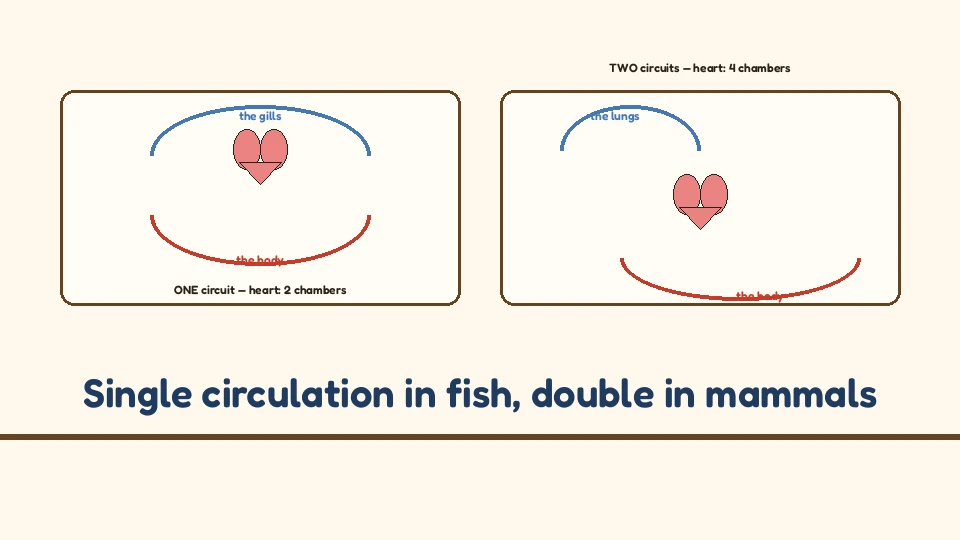 the gills
the body
ONE circuit – heart: 2 chambers
TWO circuits – heart: 4 chambers
the lungs
the body
Single circulation in fish, double in mammals